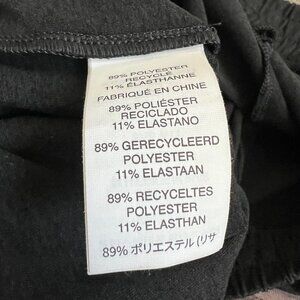 89% POLYESTER
RECYCLÉ
11% ÉLASTHANNE
FABRIQUÉ EN CHINE
89% POLIÉSTER
RECICLADO
11% ELASTANO
89% GERECYCLEERD
POLYESTER
11% ELASTAAN
89% RECYCELTES
POLYESTER
11% ELASTHAN
89% ポリエステル (リサ